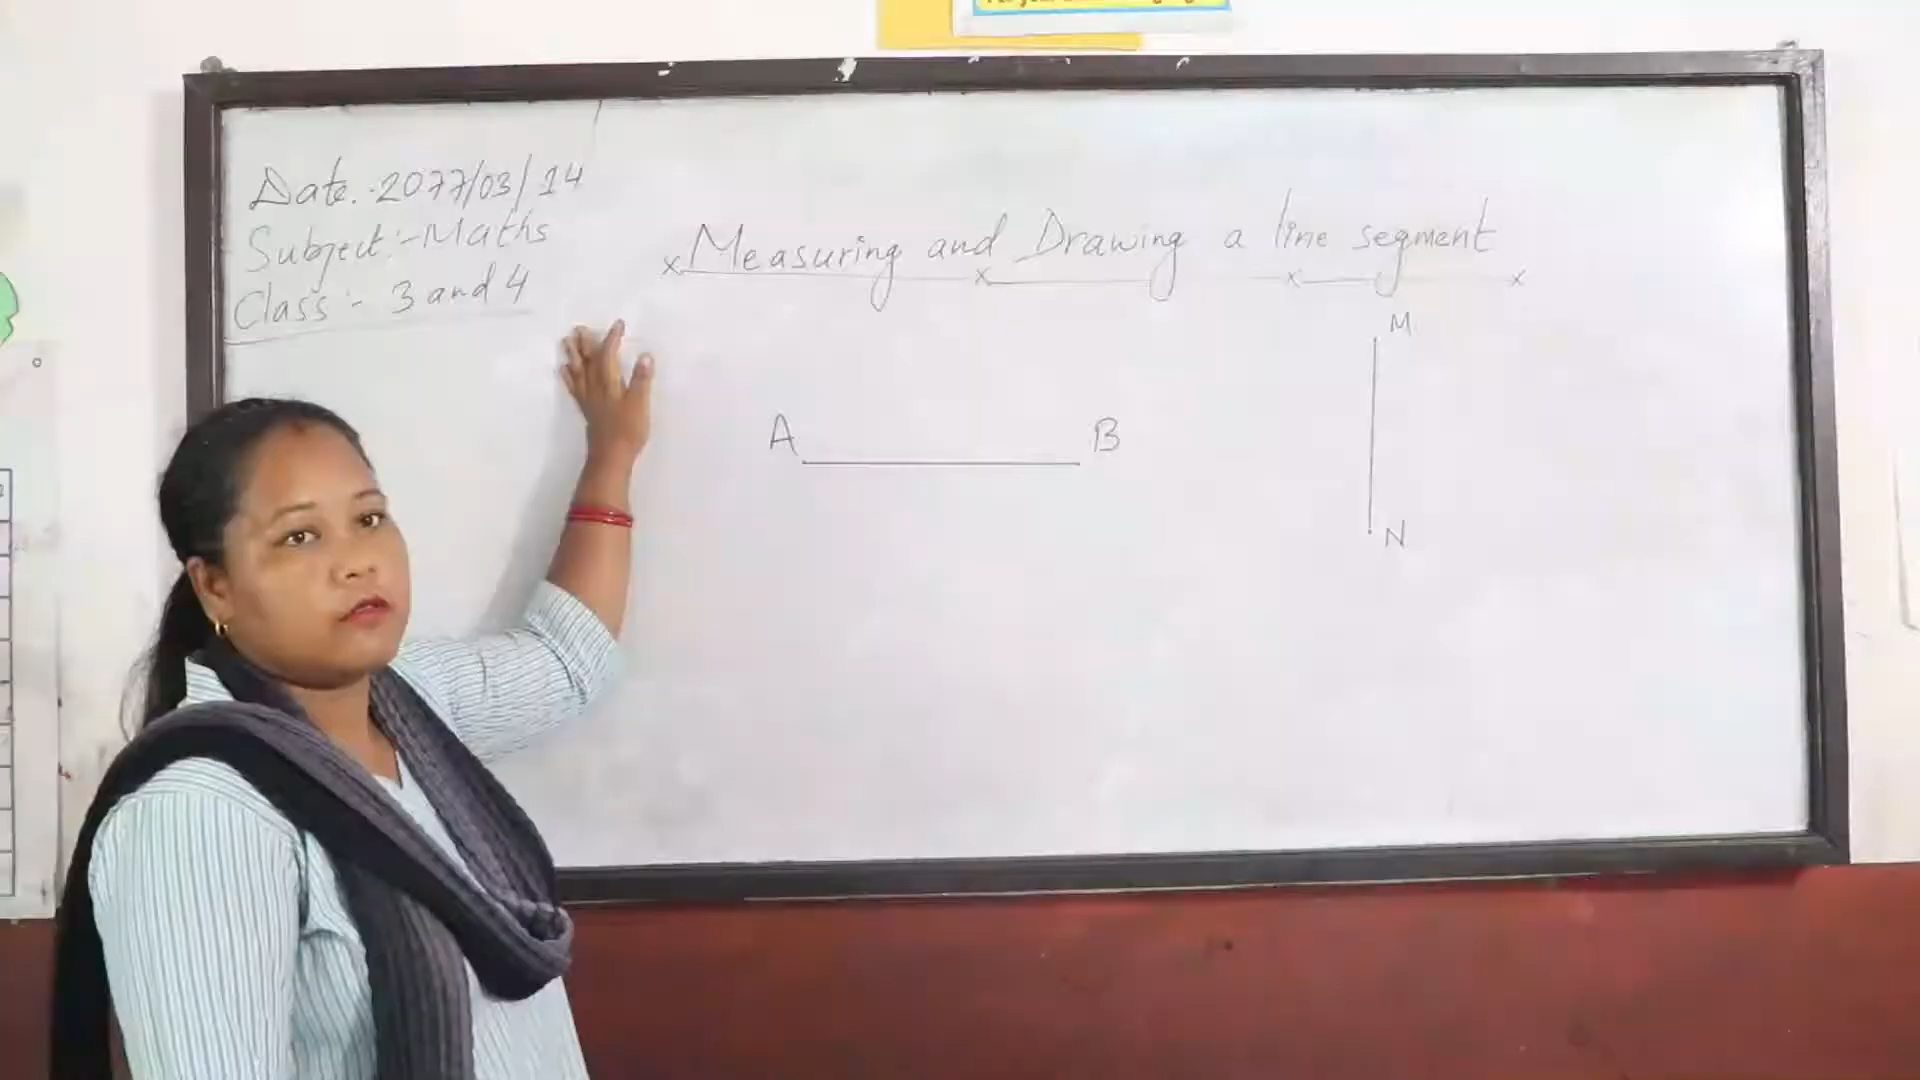 Date. 2077/03/14
Subject:- Maths
Class:- 3 and 4
Measuring and Drawing a line segment
A B
M
N